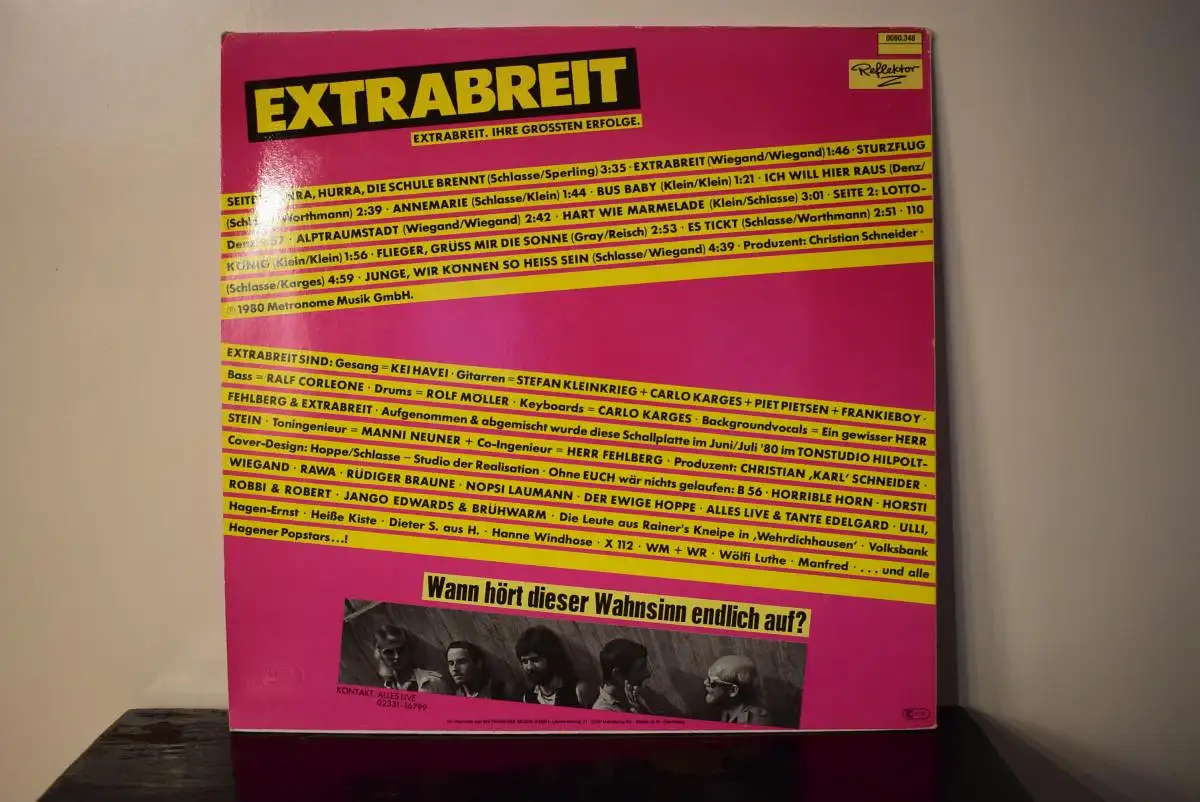 0060.348
Reflektor
EXTRABREIT
EXTRABREIT. IHRE GRÖSSTEN ERFOLGE.
SEITE RRA, HURRA, DIE SCHULE BRENNT (Schlasse/Sperling) 3:35 · EXTRABREIT (Wiegand/Wiegand) 1:46 · STURZFLUG
(Schl Worthmann) 2:39 · ANNEMARIE (Schlasse/Klein) 1:44 · BUS BABY (Klein/Klein) 1:21 · ICH WILL HIER RAUS (Denz/
Denz) :57 · ALPTRAUMSTADT (Wiegand/Wiegand) 2:42 · HART WIE MARMELADE (Klein/Schlasse) 3:01 · SEITE 2: LOTTO-
KÖNIG (Klein/Klein) 1:56 · FLIEGER, GRÜSS MIR DIE SONNE (Gray/Reisch) 2:53 · ES TICKT (Schlasse/Worthmann) 2:51 · 110
(Schlasse/Karges) 4:59 · JUNGE, WIR KÖNNEN SO HEISS SEIN (Schlasse/Wiegand) 4:39 · Produzent: Christian Schneider ·
℗ 1980 Metronome Musik GmbH.
EXTRABREIT SIND: Gesang = KEI HAVEI · Gitarren = STEFAN KLEINKRIEG + CARLO KARGES + PIET PIETSEN + FRANKIEBOY ·
Bass = RALF CORLEONE · Drums = ROLF MÖLLER · Keyboards = CARLO KARGES · Backgroundvocals = Ein gewisser HERR
FEHLBERG & EXTRABREIT · Aufgenommen & abgemischt wurde diese Schallplatte im Juni/Juli '80 im TONSTUDIO HILPOLT-
STEIN · Toningenieur = MANNI NEUNER + Co-Ingenieur = HERR FEHLBERG · Produzent: CHRISTIAN ‚KARL' SCHNEIDER ·
Cover-Design: Hoppe/Schlasse – Studio der Realisation · Ohne EUCH wär nichts gelaufen: B 56 · HORRIBLE HORN · HORSTI
WIEGAND · RAWA · RÜDIGER BRAUNE · NOPSI LAUMANN · DER EWIGE HOPPE · ALLES LIVE & TANTE EDELGARD · ULLI,
ROBBI & ROBERT · JANGO EDWARDS & BRÜHWARM · Die Leute aus Rainer's Kneipe in ‚Wehrdichhausen' · Volksbank
Hagen-Ernst · Heiße Kiste · Dieter S. aus H. · Hanne Windhose · X 112 · WM + WR · Wölfi Luthe · Manfred · . . . und alle
Hagener Popstars...!
Wann hört dieser Wahnsinn endlich auf?
KONTAKT: ALLES LIVE
02331-16799